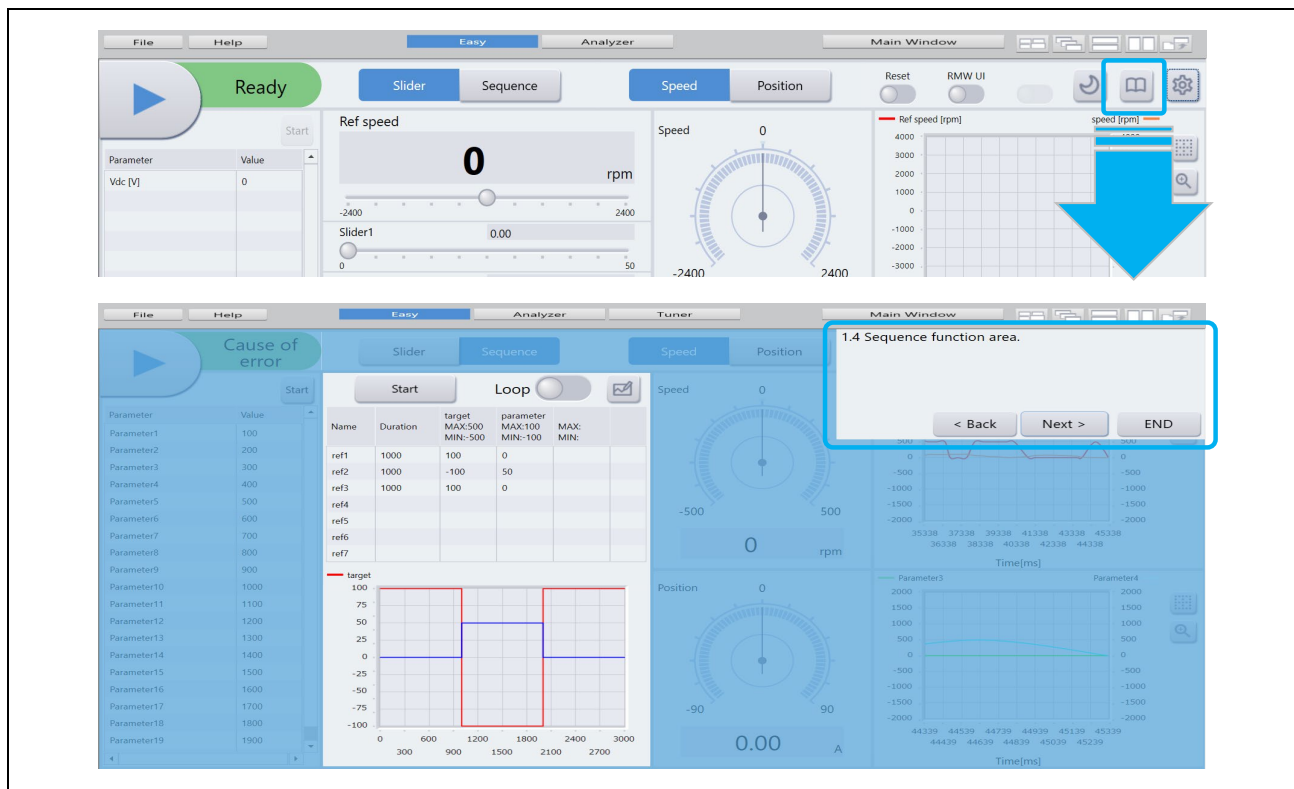 File Help Easy Analyzer Main Window
Ready Slider Sequence Speed Position Reset RMW UI
Start
Parameter Value
Vdc [V] 0
Ref speed
0 rpm
-2400 2400
Slider1 0.00
0 50
Speed 0
-2400 2400
Ref speed [rpm] speed [rpm]
4000
3000
2000
1000
0
-1000
-2000
-3000
File Help Easy Analyzer Tuner Main Window
Cause of
error
Slider Sequence Speed Position
Start
Parameter Value
Parameter1 100
Parameter2 200
Parameter3 300
Parameter4 400
Parameter5 500
Parameter6 600
Parameter7 700
Parameter8 800
Parameter9 900
Parameter10 1000
Parameter11 1100
Parameter12 1200
Parameter13 1300
Parameter14 1400
Parameter15 1500
Parameter16 1600
Parameter17 1700
Parameter18 1800
Parameter19 1900
Start Loop
Name Duration target MAX:500 MIN:-500 parameter MAX:100 MIN:-100 MAX: MIN:
ref1 1000 100 0
ref2 1000 -100 50
ref3 1000 100 0
ref4
ref5
ref6
ref7
target
100
75
50
25
0
-25
-50
-75
-100
0 600 1200 1800 2400 3000
300 900 1500 2100 2700
Speed 0
-500 500
0 rpm
Position 0
-90 90
0.00 A
1.4 Sequence function area.
< Back Next > END
500 500
0 0
-500 -500
-1000 -1000
-1500 -1500
-2000 -2000
35338 37338 39338 41338 43338 45338
36338 38338 40338 42338 44338
Time[ms]
Parameter3 Parameter4
2000 2000
1500 1500
1000 1000
500 500
0 0
-500 -500
-1000 -1000
-1500 -1500
-2000 -2000
44339 44539 44739 44939 45139 45339
44439 44639 44839 45039 45239
Time[ms]